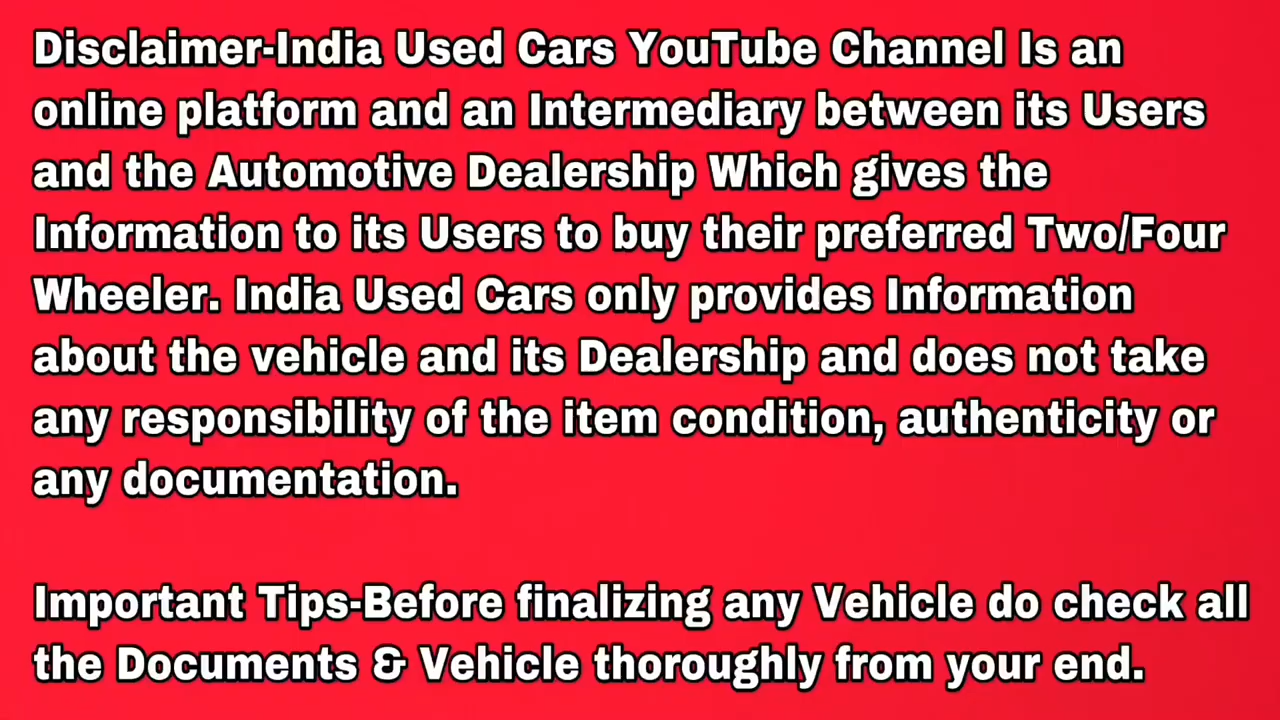 Disclaimer-India Used Cars YouTube Channel Is an
online platform and an Intermediary between its Users
and the Automotive Dealership Which gives the
Information to its Users to buy their preferred Two/Four
Wheeler. India Used Cars only provides Information
about the vehicle and its Dealership and does not take
any responsibility of the item condition, authenticity or
any documentation.
Important Tips-Before finalizing any Vehicle do check all
the Documents & Vehicle thoroughly from your end.